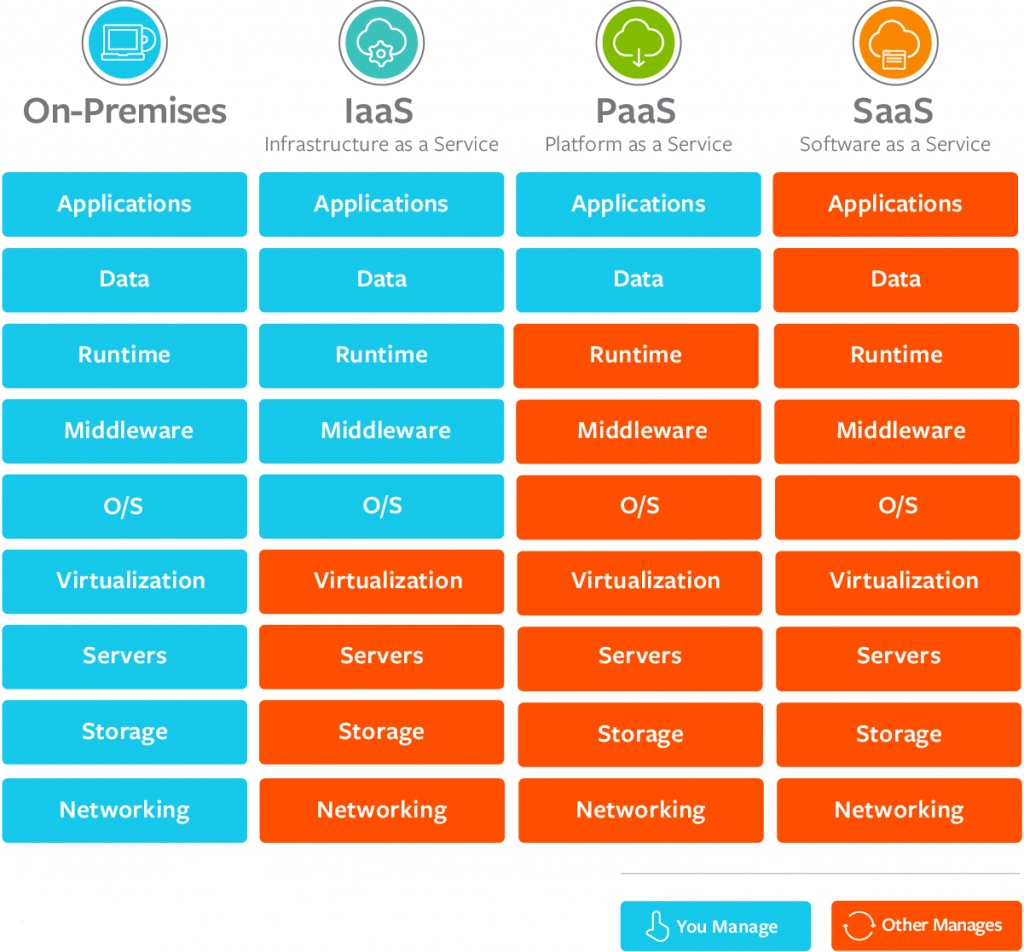 On-Premises
IaaS
PaaS
SaaS
Infrastructure as a Service
Platform as a Service
Software as a Service
Applications
Applications
Applications
Applications
Data
Data
Data
Data
Runtime
Runtime
Runtime
Runtime
Middleware
Middleware
Middleware
Middleware
O/S
O/S
O/S
O/S
Virtualization
Virtualization
Virtualization
Virtualization
Servers
Servers
Servers
Servers
Storage
Storage
Storage
Storage
Networking
Networking
Networking
Networking
You Manage
Other Manages